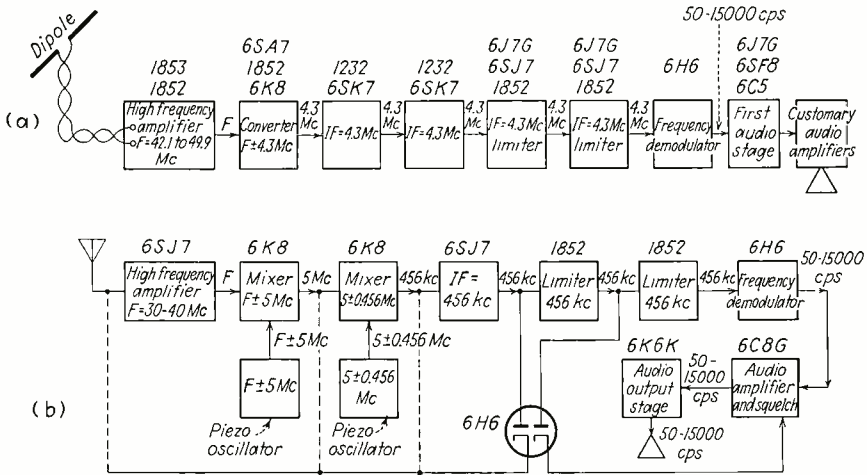 50-15000 cps
Dipole
6SA7
6J7G
6J7G
6J7G
1853
1852
1232
1232
6SJ7
6SJ7
6H6
6SF8
1852
6K8
6SK7
6SK7
1852
1852
6C5
(a)
High frequency
amplifier
F=42.1 to 49.9
Mc
F
Converter
F±4.3Mc
4.3
Mc
IF=4.3Mc
4.3
Mc
IF=4.3Mc
4.3
Mc
IF=4.3Mc
limiter
4.3
Mc
IF=4.3Mc
limiter
4.3
Mc
Frequency
demodulator
First
audio
stage
Customary
audio
amplifiers
6SJ7
6K8
6K8
6SJ7
1852
1852
6H6
50-15000
cps
High frequency
amplifier
F=30-40 Mc
F
Mixer
F±5Mc
5Mc
Mixer
5±0.456Mc
456kc
IF=
456 kc
456kc
Limiter
456 kc
456kc
Limiter
456 kc
456kc
Frequency
demodulator
F±5Mc
5±0.456 Mc
(b)
F±5Mc
5±0.456
Mc
Piezo
oscillator
Piezo
oscillator
6H6
6K6K
Audio
output
stage
50-
15000
cps
6C8G
Audio
amplifier
and squelch
50-15000
cps